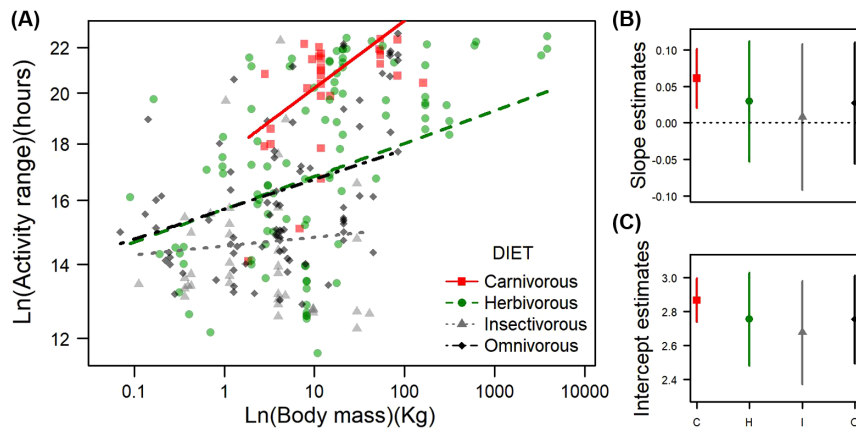 (A)
Ln(Activity range)(hours)
22
20
18
16
14
12
0.1 1 10 100 1000 10000
Ln(Body mass)(Kg)
DIET
Carnivorous
Herbivorous
Insectivorous
Omnivorous
(B)
Slope estimates
0.10
0.05
0.00
-0.05
-0.10
(C)
Intercept estimates
3.0
2.8
2.6
2.4
C H I O